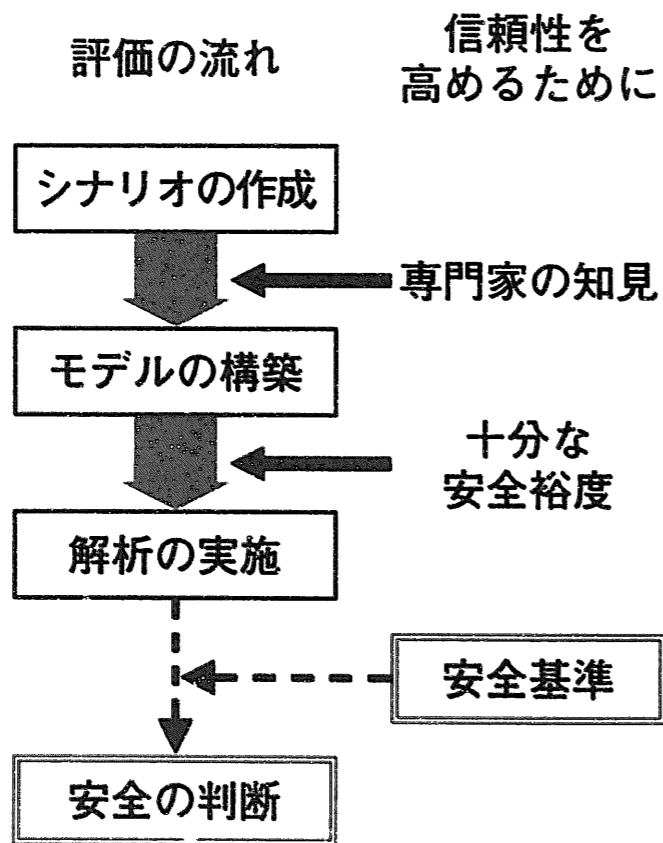 評価の流れ
信頼性を
高めるために
シナリオの作成
専門家の知見
モデルの構築
十分な
安全裕度
解析の実施
安全基準
安全の判断